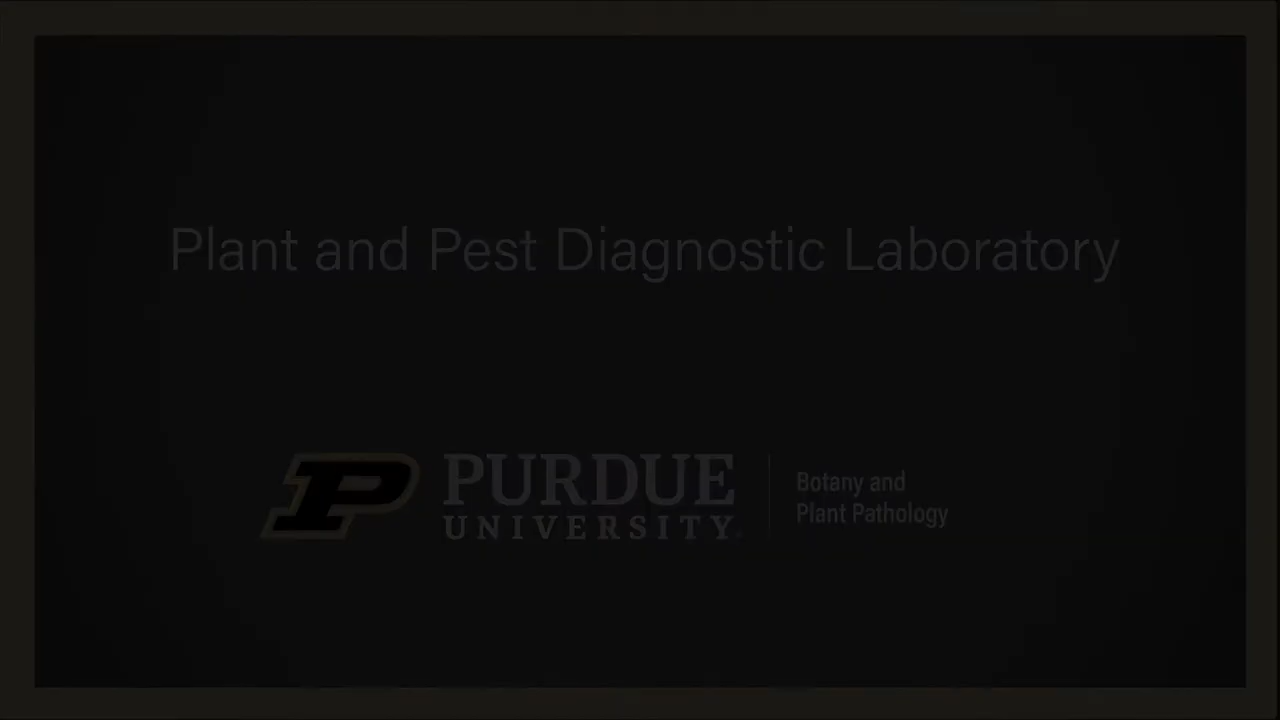 Plant and Pest Diagnostic Laboratory
P PURDUE
UNIVERSITY
Botany and
Plant Pathology